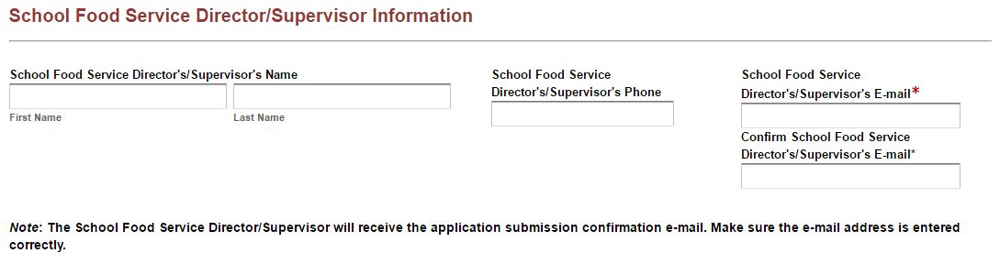 School Food Service Director/Supervisor Information
School Food Service Director's/Supervisor's Name
First Name
Last Name
School Food Service
Director's/Supervisor's Phone
School Food Service
Director's/Supervisor's E-mail*
Confirm School Food Service
Director's/Supervisor's E-mail*
Note: The School Food Service Director/Supervisor will receive the application submission confirmation e-mail. Make sure the e-mail address is entered
correctly.